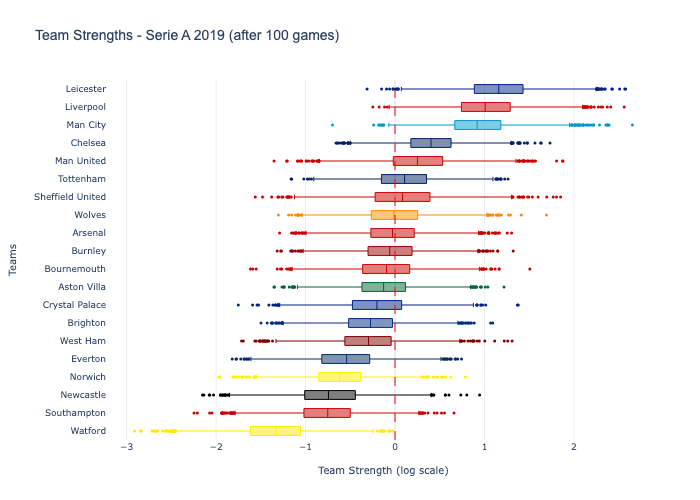 Team Strengths - Serie A 2019 (after 100 games)
Leicester
Liverpool
Man City
Chelsea
Man United
Tottenham
Sheffield United
Wolves
Arsenal
Burnley
Bournemouth
Aston Villa
Crystal Palace
Brighton
West Ham
Everton
Norwich
Newcastle
Southampton
Watford
Teams
−3 −2 −1 0 1 2
Team Strength (log scale)